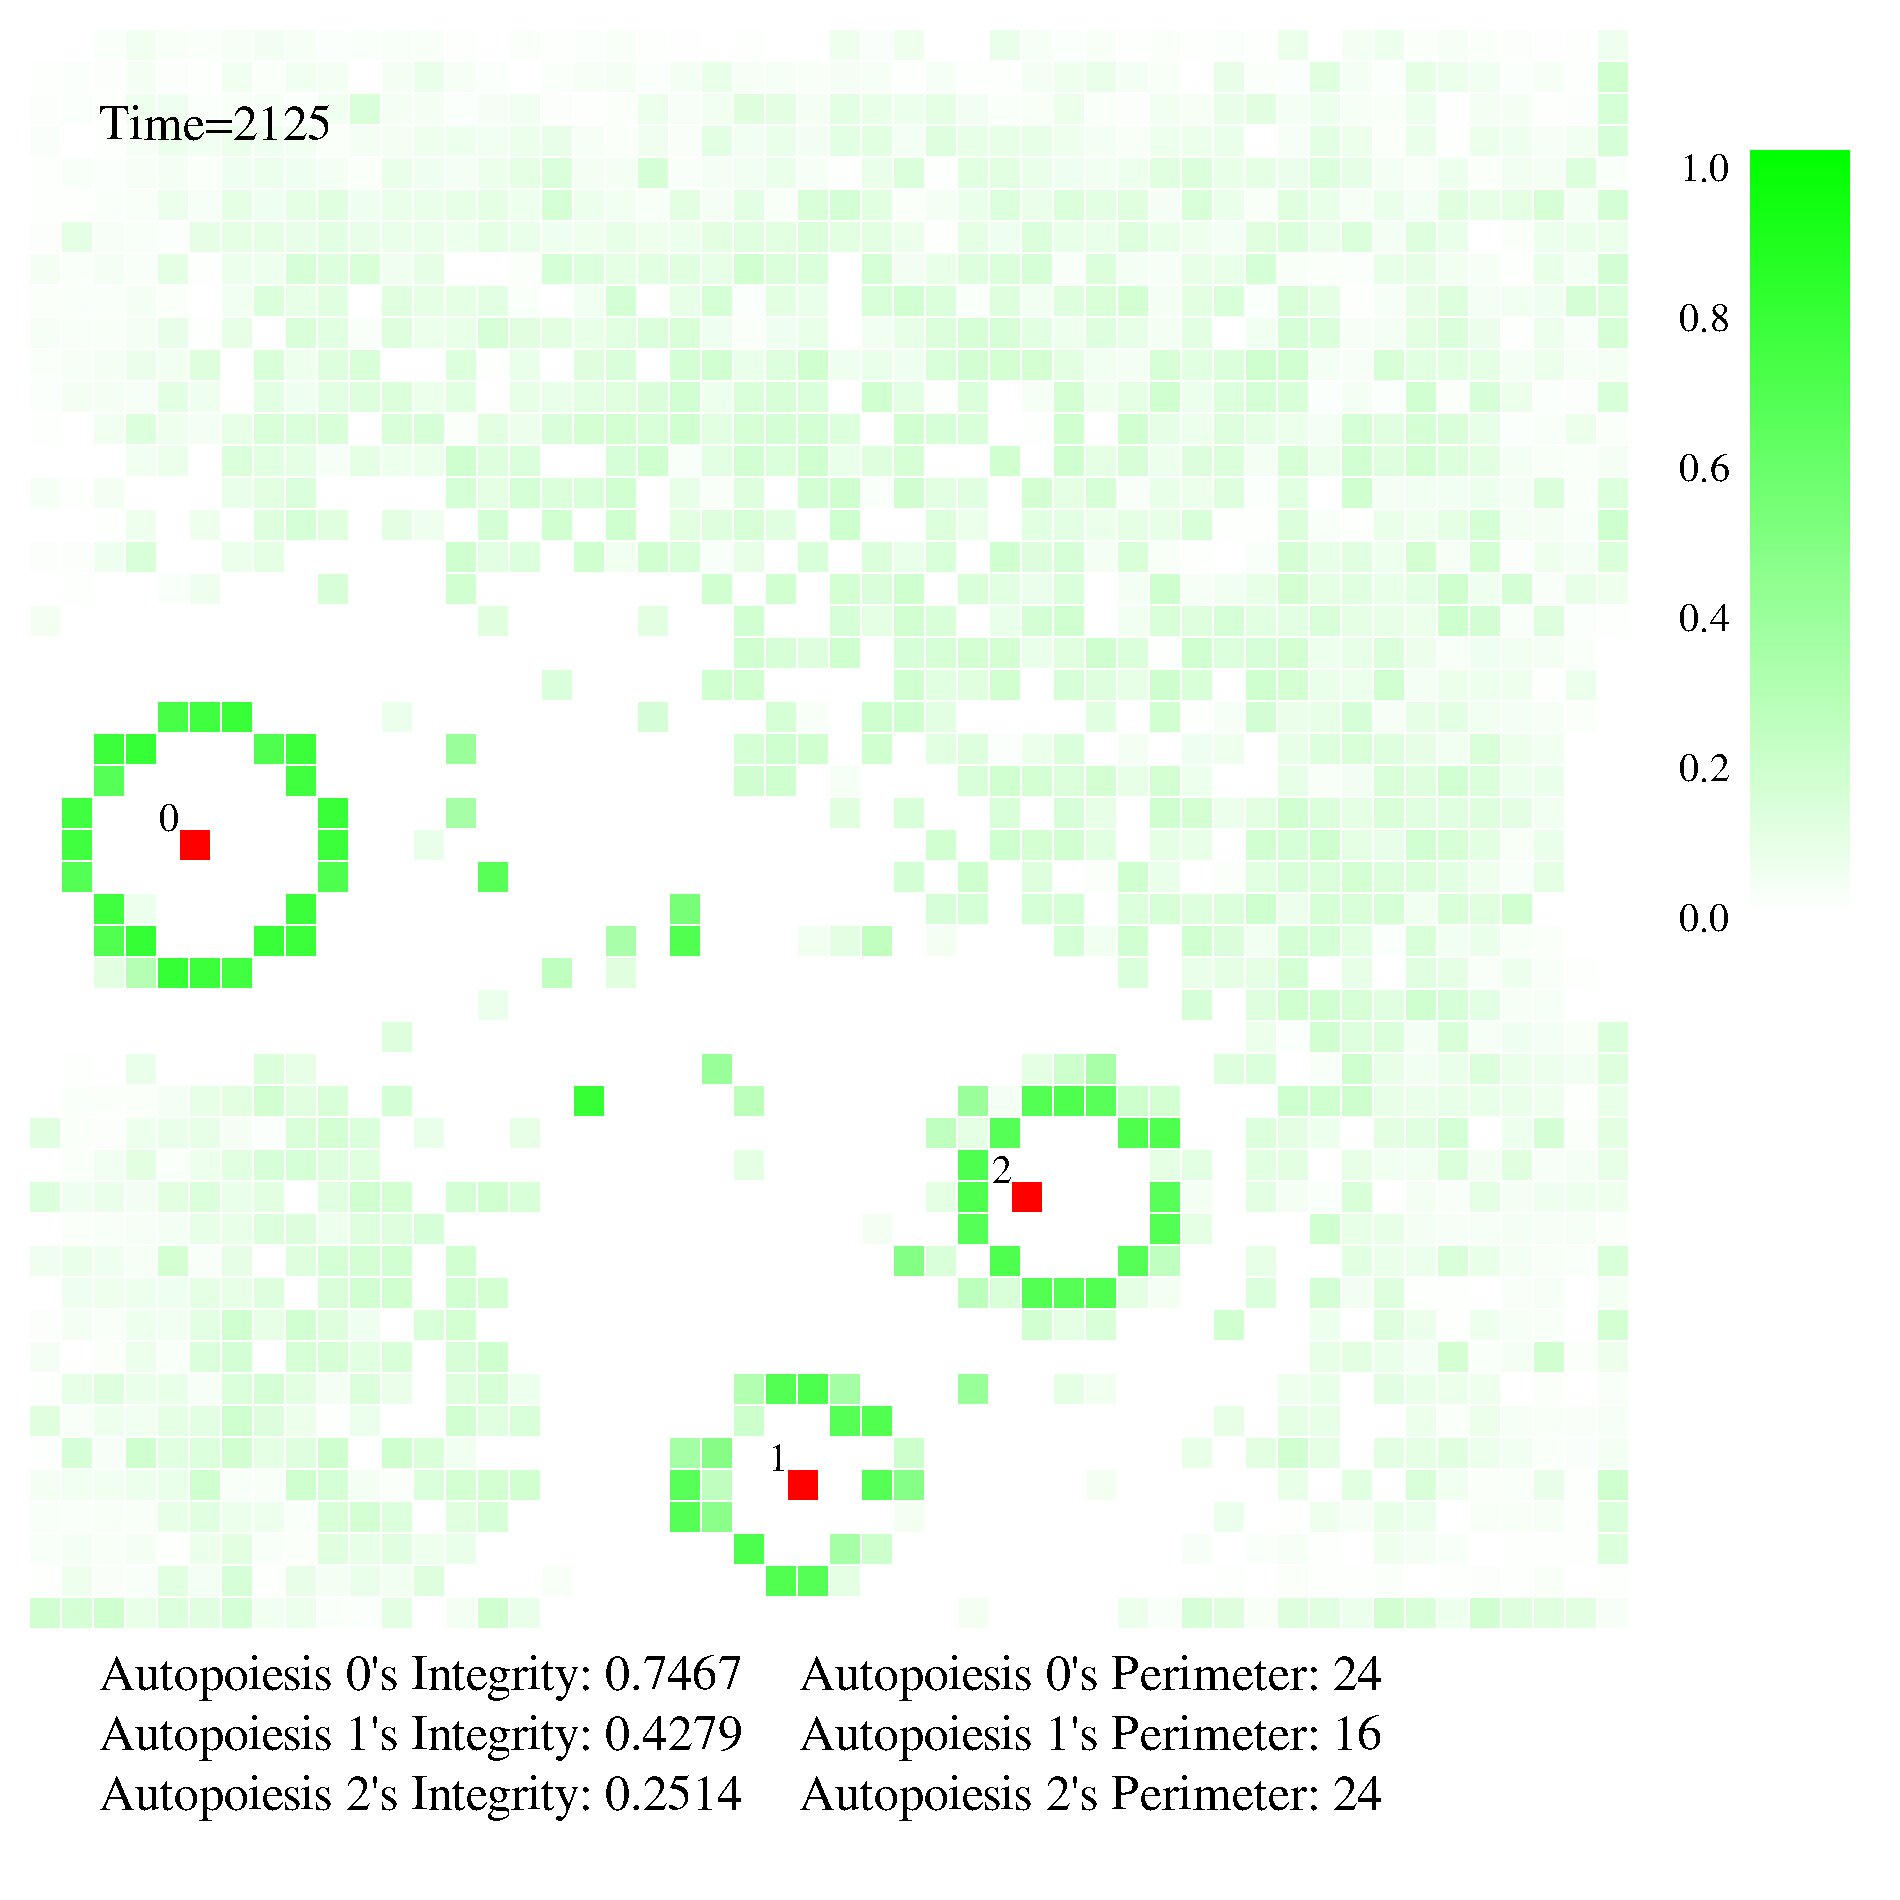 Time=2125
1.0
0.8
0.6
0.4
0.2
0.0
0
2
1
Autopoiesis 0's Integrity: 0.7467 Autopoiesis 0's Perimeter: 24
Autopoiesis 1's Integrity: 0.4279 Autopoiesis 1's Perimeter: 16
Autopoiesis 2's Integrity: 0.2514 Autopoiesis 2's Perimeter: 24